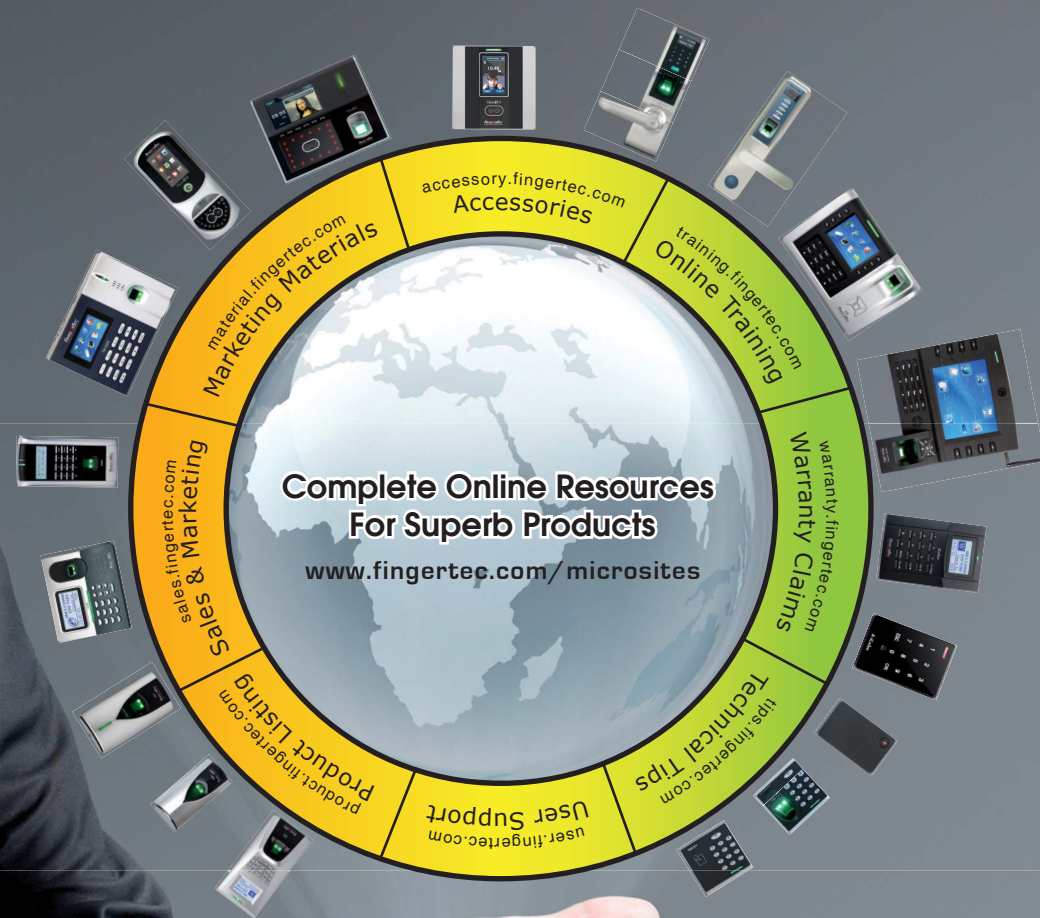 accessory.fingertec.com
Accessories
training.fingertec.com
Online Training
warranty.fingertec.com
Warranty Claims
tips.fingertec.com
Technical Tips
user.fingertec.com
User Support
product.fingertec.com
Product Listing
sales.fingertec.com
Sales & Marketing
material.fingertec.com
Marketing Materials
Complete Online Resources
For Superb Products
www.fingertec.com/microsites